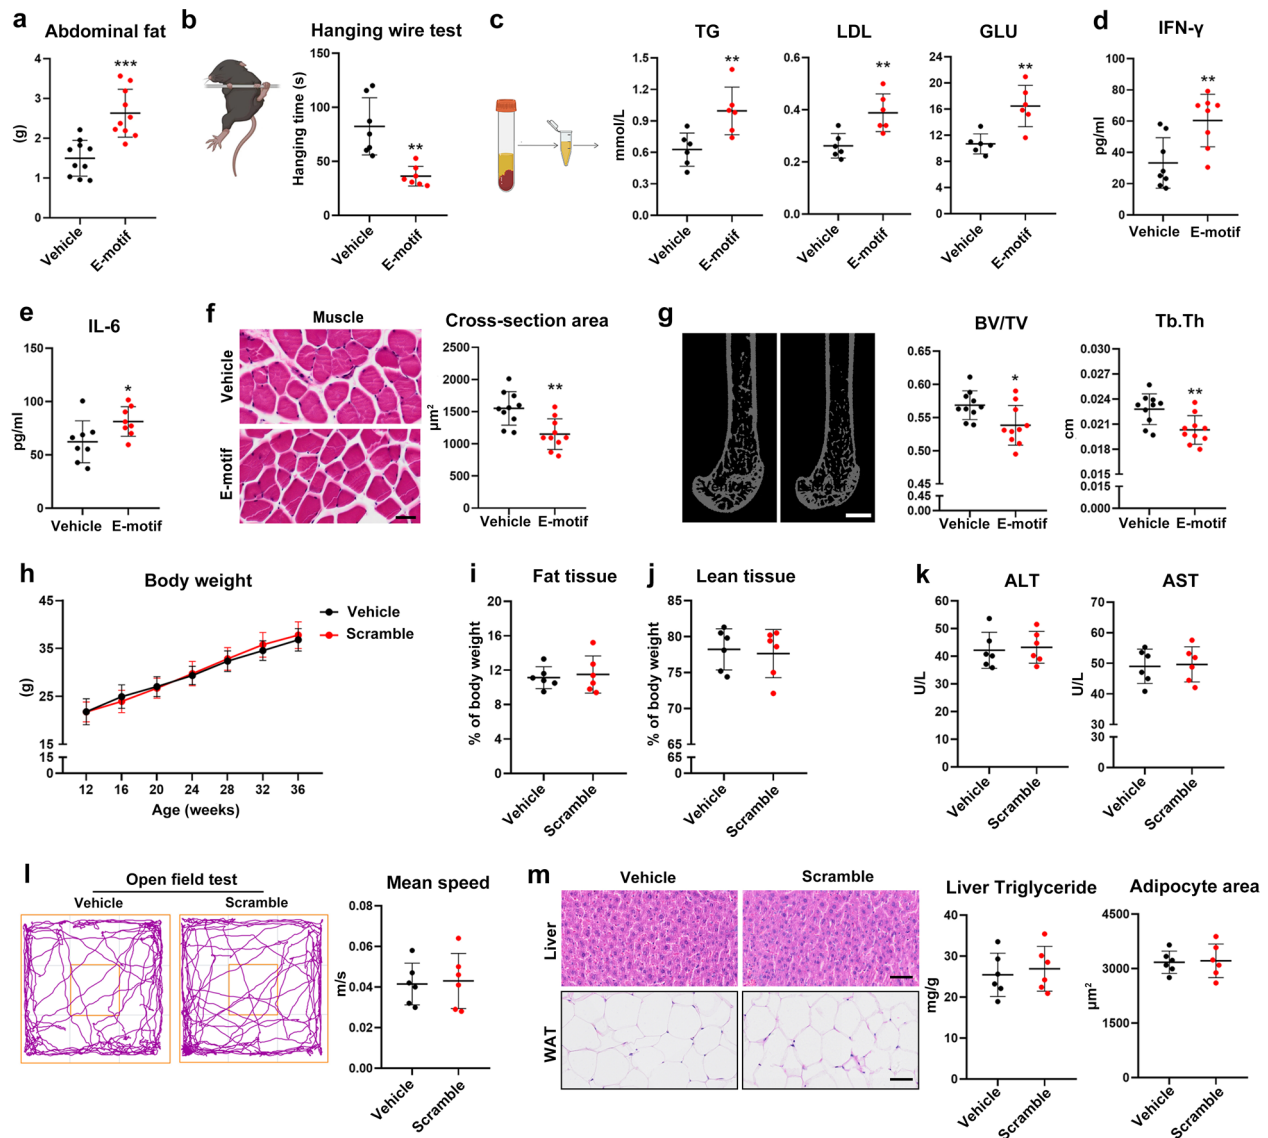 a
Abdominal fat
(g)
4
3
2
1
0
***
Vehicle
E-motif
b
Hanging wire test
Hanging time (s)
150
100
50
0
**
Vehicle
E-motif
c
TG
mmol/L
1.5
1.2
0.9
0.6
0.3
0.0
**
Vehicle
E-motif
LDL
0.6
0.4
0.2
0.0
**
Vehicle
E-motif
GLU
24
21
18
15
12
9
6
3
0
**
Vehicle
E-motif
d
IFN-γ
pg/ml
100
80
60
40
20
0
**
Vehicle
E-motif
e
IL-6
pg/ml
150
100
50
0
*
Vehicle
E-motif
f
Muscle
Vehicle
E-motif
Cross-section area
µm²
2500
2000
1500
1000
500
0
**
Vehicle
E-motif
g
Vehicle
E-motif
BV/TV
0.65
0.60
0.55
0.50
0.45
0.45
0.00
*
Vehicle
E-motif
Tb.Th
cm
0.030
0.027
0.024
0.021
0.018
0.015
0.015
0.000
**
Vehicle
E-motif
h
Body weight
(g)
45
35
25
15
15
0
12 16 20 24 28 32 36
Age (weeks)
Vehicle
Scramble
i
Fat tissue
% of body weight
20
16
12
8
4
0
Vehicle
Scramble
j
Lean tissue
% of body weight
85
80
75
70
65
65
0
Vehicle
Scramble
k
ALT
U/L
60
50
40
30
20
10
0
Vehicle
Scramble
AST
U/L
70
60
50
40
30
30
0
Vehicle
Scramble
l
Open field test
Vehicle
Scramble
Mean speed
m/s
0.08
0.06
0.04
0.02
0.00
Vehicle
Scramble
m
Vehicle
Scramble
Liver
WAT
Liver Triglyceride
mg/g
40
30
20
10
0
Vehicle
Scramble
Adipocyte area
µm²
4500
3000
1500
0
Vehicle
Scramble